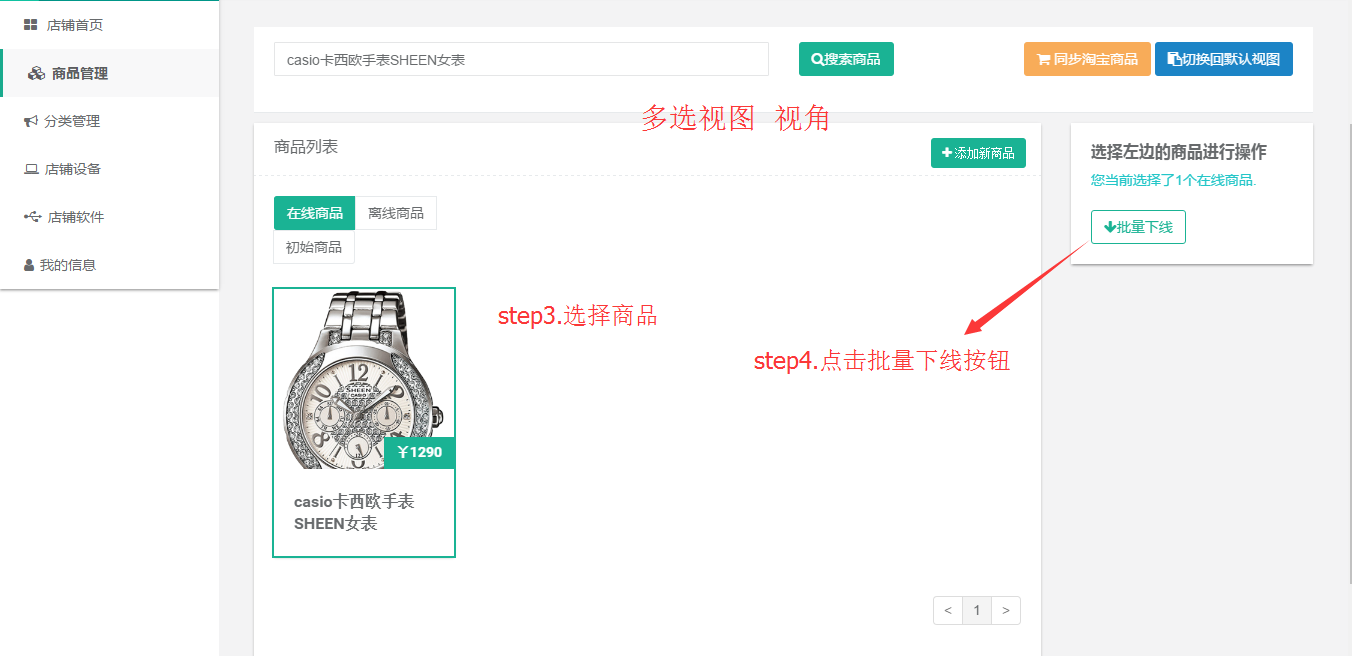 店铺首页
商品管理
分类管理
店铺设备
店铺软件
我的信息
casio卡西欧手表SHEEN女表
搜索商品
同步淘宝商品
切换回默认视图
多选视图 视角
商品列表
添加新商品
选择左边的商品进行操作
您当前选择了1个在线商品.
批量下线
在线商品
离线商品
初始商品
step3.选择商品
step4.点击批量下线按钮
12
SHEEN
CASIO
10
2
8
6
￥1290
casio卡西欧手表
SHEEN女表
< 1 >